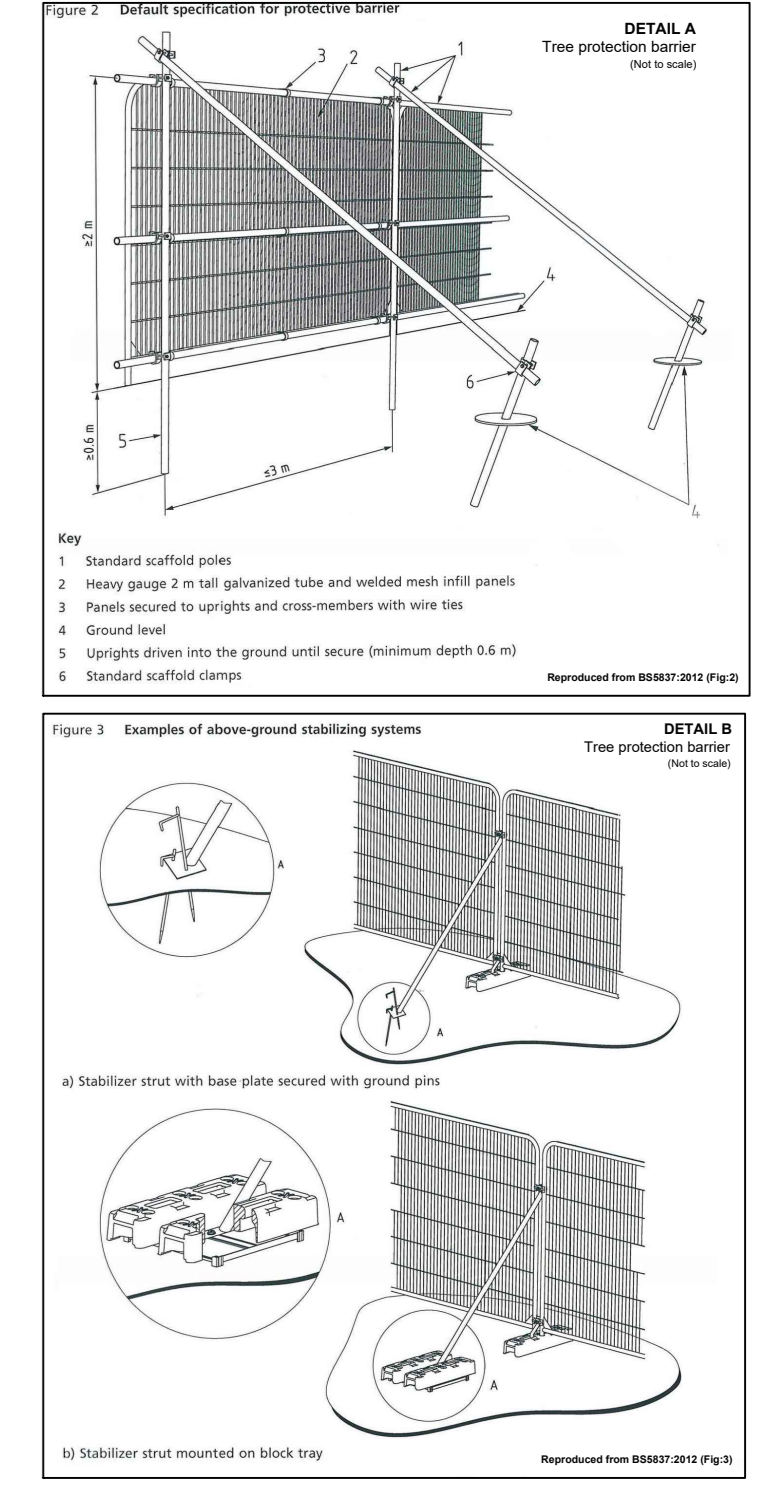 Figure 2 Default specification for protective barrier
DETAIL A
Tree protection barrier
(Not to scale)
3
2
1
≥2 m
4
6
≥0.6 m
5
≤3 m
4
Key
1 Standard scaffold poles
2 Heavy gauge 2 m tall galvanized tube and welded mesh infill panels
3 Panels secured to uprights and cross-members with wire ties
4 Ground level
5 Uprights driven into the ground until secure (minimum depth 0.6 m)
6 Standard scaffold clamps
Reproduced from BS5837:2012 (Fig:2)
Figure 3 Examples of above-ground stabilizing systems
DETAIL B
Tree protection barrier
(Not to scale)
A
A
a) Stabilizer strut with base plate secured with ground pins
A
A
b) Stabilizer strut mounted on block tray
Reproduced from BS5837:2012 (Fig:3)